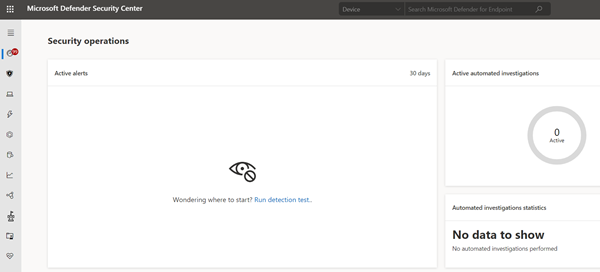 Microsoft Defender Security Center
Device
Search Microsoft Defender for Endpoint
Security operations
Active alerts
30 days
Wondering where to start? Run detection test..
Active automated investigations
0
Active
Automated investigations statistics
No data to show
No automated investigations performed